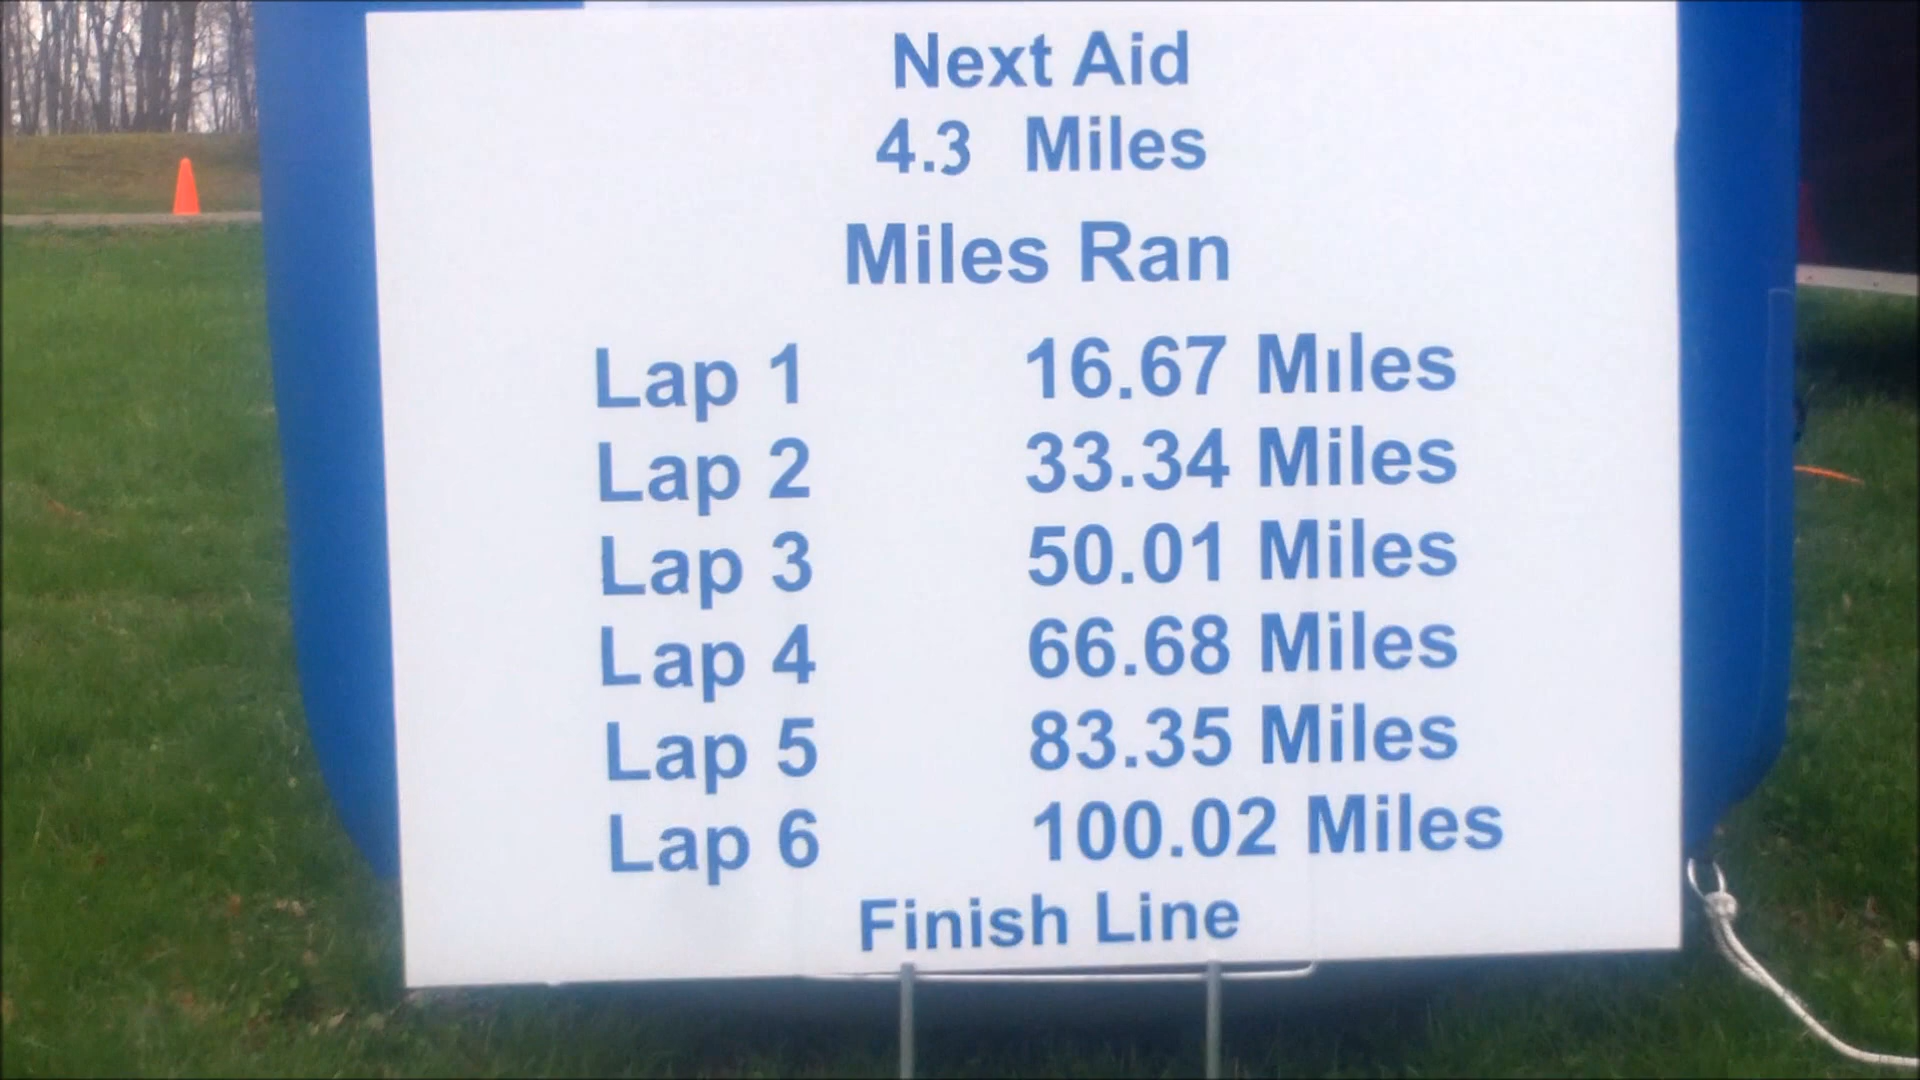 Next Aid
4.3 Miles
Miles Ran
Lap 1 16.67 Miles
Lap 2 33.34 Miles
Lap 3 50.01 Miles
Lap 4 66.68 Miles
Lap 5 83.35 Miles
Lap 6 100.02 Miles
Finish Line